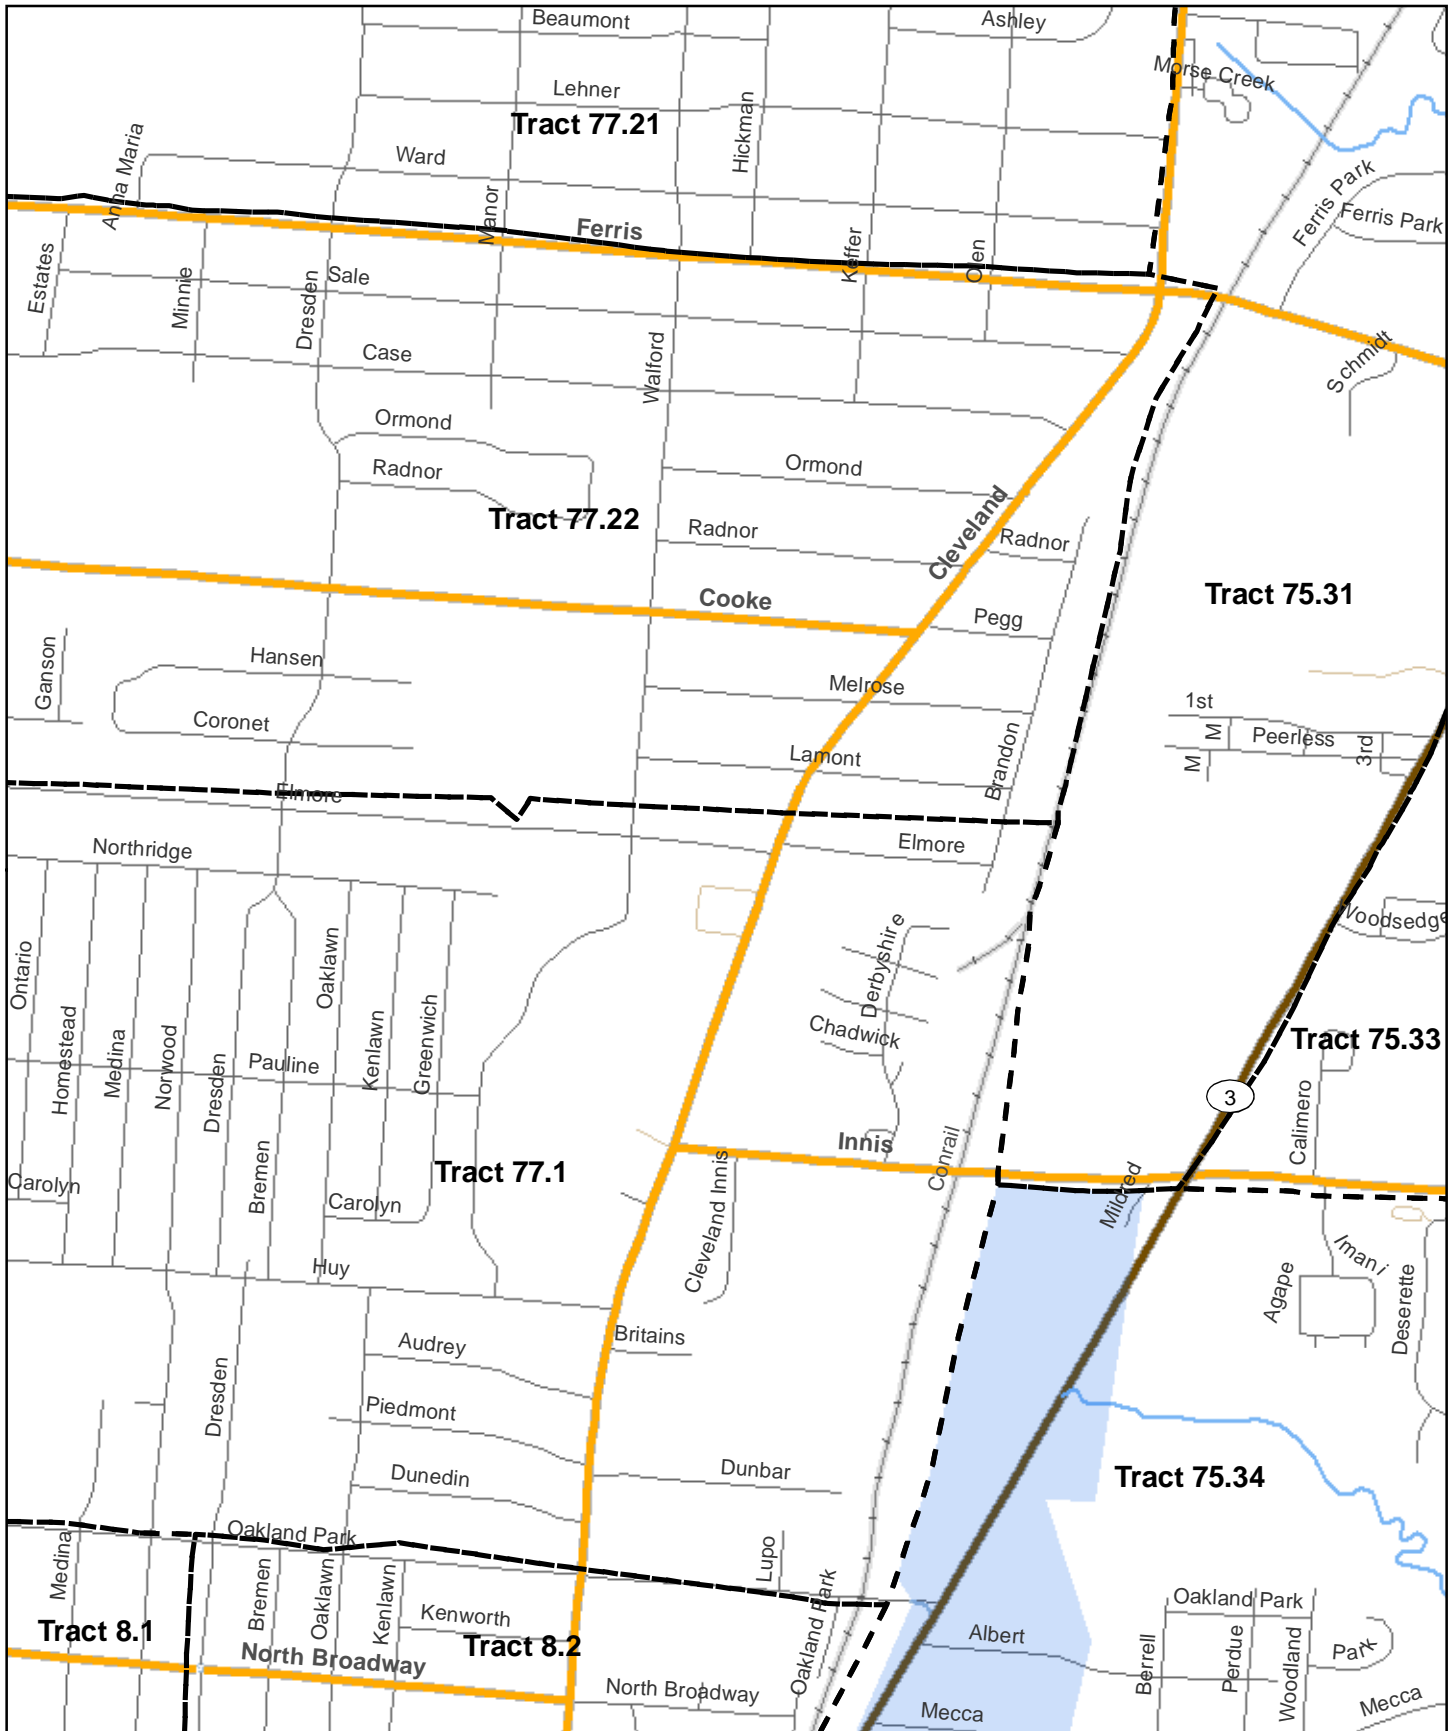 Beaumont
Ashley
Morse Creek
Lehner
Tract 77.21
Hickman
Anna Maria
Ward
Manor
Ferris
Ferris Park
Ferris Park
Keffer
Olen
Estates
Minnie
Dresden
Sale
Case
Walford
Schmidt
Ormond
Radnor
Ormond
Tract 77.22
Radnor
Cleveland
Radnor
Cooke
Pegg
Tract 75.31
Ganson
Hansen
Melrose
Coronet
Lamont
Brandon
1st
M
Peerless
3rd
M
Elmore
Elmore
Northridge
Woodsedge
Ontario
Oaklawn
Derbyshire
Homestead
Medina
Norwood
Dresden
Pauline
Kenlawn
Greenwich
Chadwick
Tract 75.33
3
Calimero
Innis
Conrail
Bremen
Carolyn
Carolyn
Tract 77.1
Cleveland Innis
Mildred
Huy
Imani
Agape
Deserette
Audrey
Britains
Dresden
Piedmont
Dunedin
Dunbar
Tract 75.34
Oakland Park
Medina
Bremen
Oaklawn
Kenlawn
Lupo
Oakland Park
Kenworth
Tract 8.1
Tract 8.2
North Broadway
North Broadway
Albert
Mecca
Oakland Park
Berrell
Perdue
Woodland
Park
Mecca